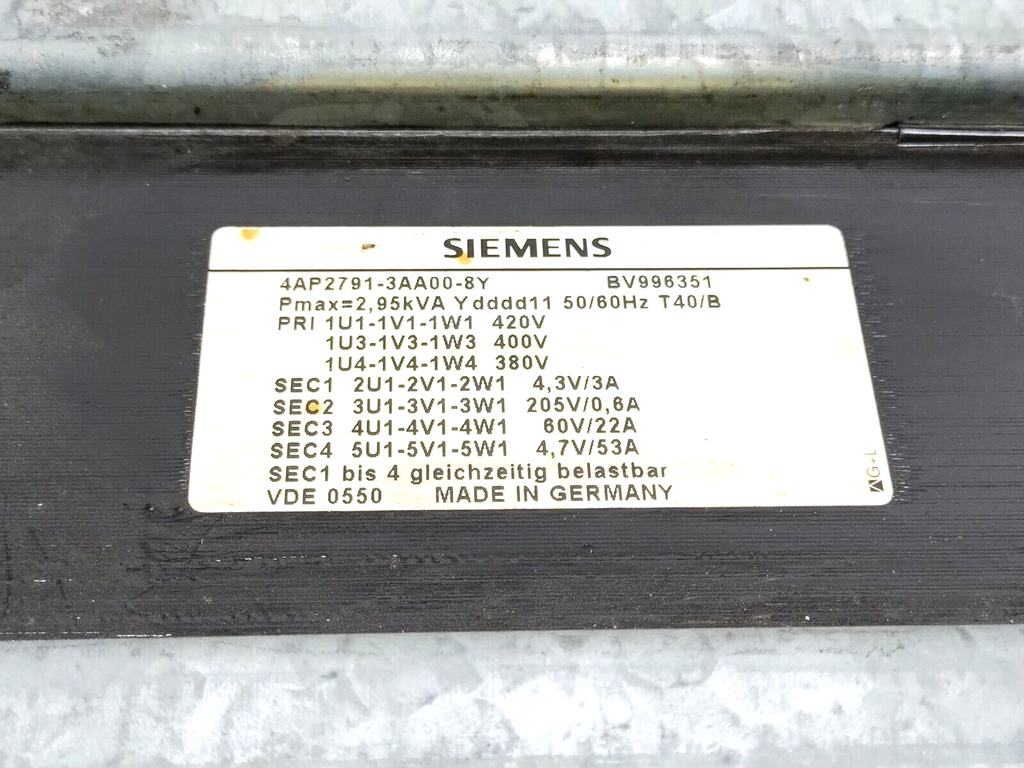 SIEMENS
4AP2791-3AA00-8Y BV996351
Pmax=2,95kVA Ydddd11 50/60Hz T40/B
PRI 1U1-1V1-1W1 420V
1U3-1V3-1W3 400V
1U4-1V4-1W4 380V
SEC1 2U1-2V1-2W1 4,3V/3A
SEC2 3U1-3V1-3W1 205V/0,6A
SEC3 4U1-4V1-4W1 60V/22A
SEC4 5U1-5V1-5W1 4,7V/53A
SEC1 bis 4 gleichzeitig belastbar
VDE 0550 MADE IN GERMANY
G+L